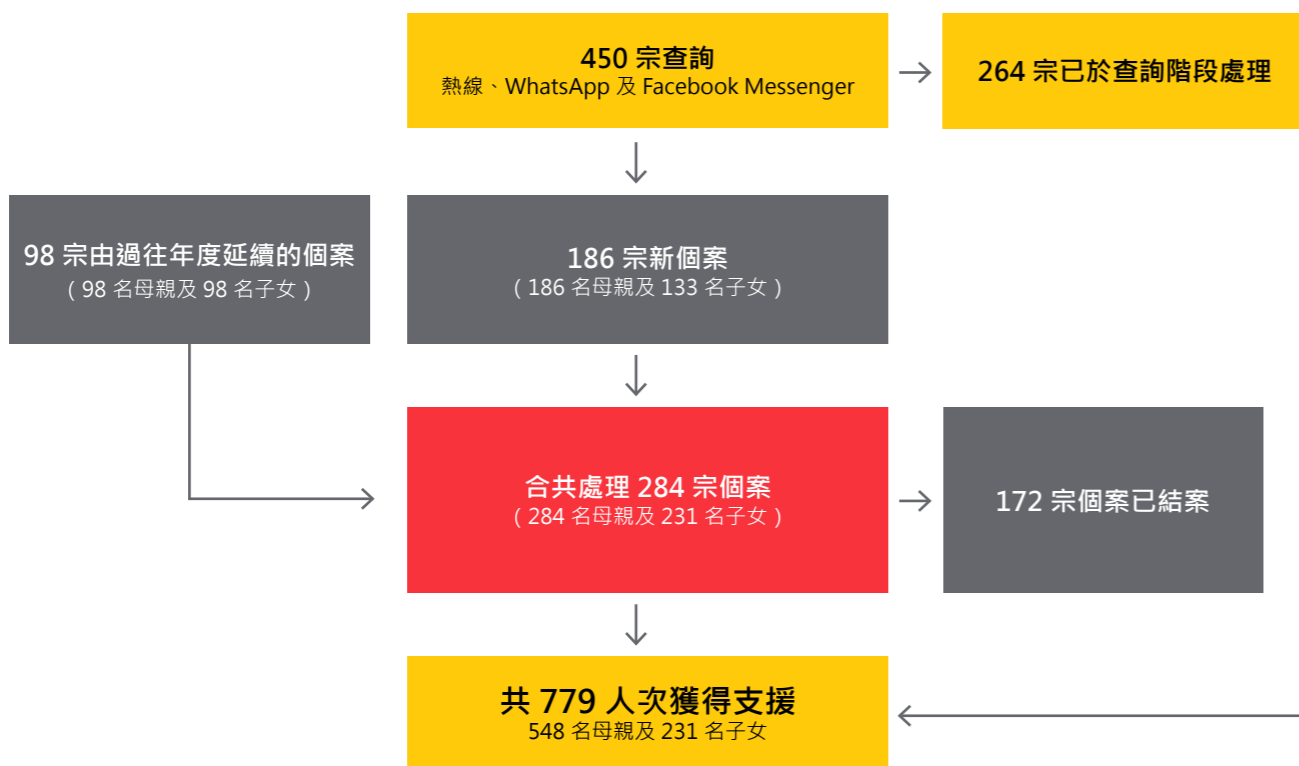 450 宗查詢
熱線、WhatsApp 及 Facebook Messenger
264 宗已於查詢階段處理
98 宗由過往年度延續的個案
( 98 名母親及 98 名子女 )
186 宗新個案
( 186 名母親及 133 名子女 )
合共處理 284 宗個案
( 284 名母親及 231 名子女 )
172 宗個案已結案
共 779 人次獲得支援
548 名母親及 231 名子女